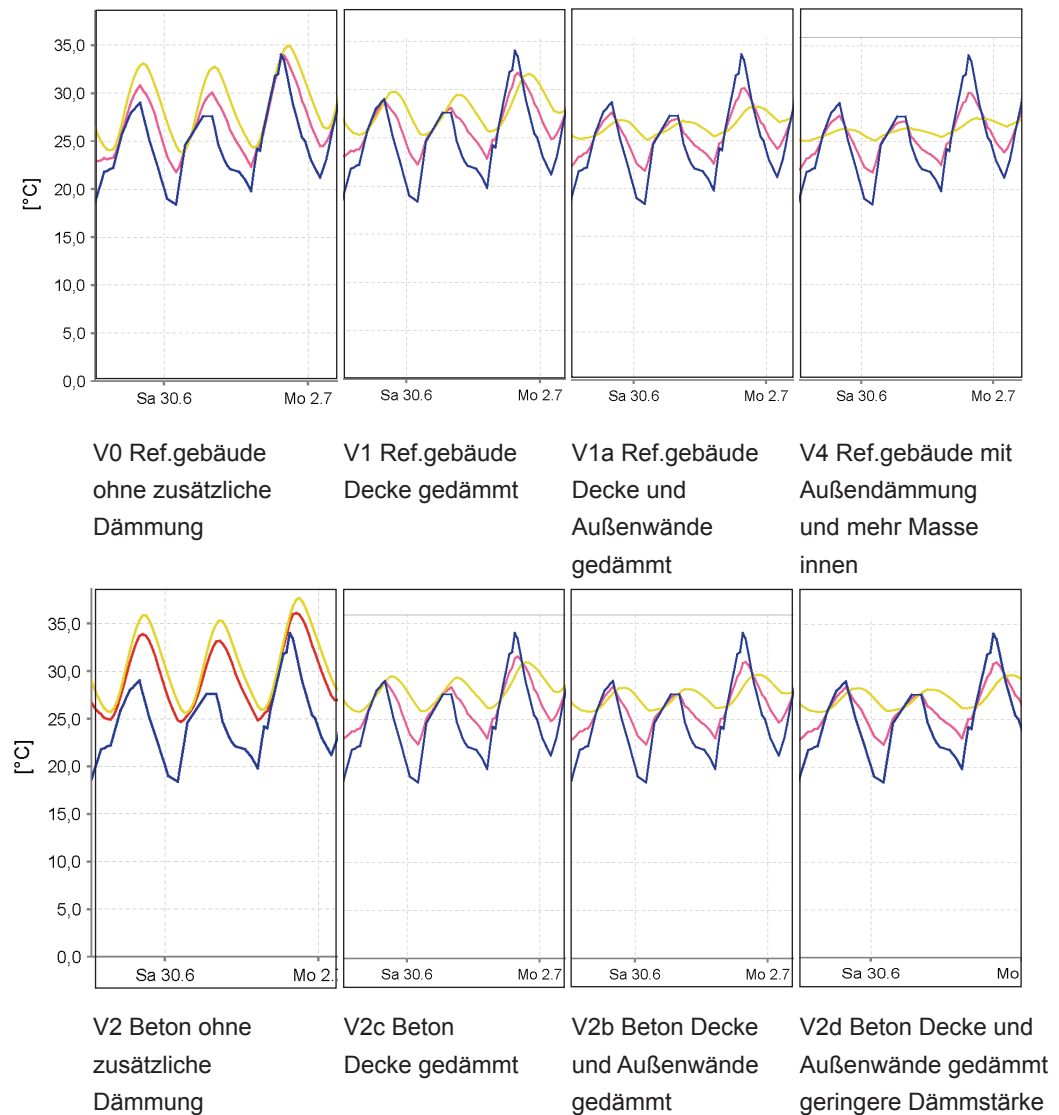 35,0
30,0
25,0
20,0
[°C]
15,0
10,0
5,0
0,0
Sa 30.6 Mo 2.7
Sa 30.6 Mo 2.7
Sa 30.6 Mo 2.7
Sa 30.6 Mo 2.7
V0 Ref.gebäude
ohne zusätzliche
Dämmung
V1 Ref.gebäude
Decke gedämmt
V1a Ref.gebäude
Decke und
Außenwände
gedämmt
V4 Ref.gebäude mit
Außendämmung
und mehr Masse
innen
35,0
30,0
25,0
20,0
[°C]
15,0
10,0
5,0
0,0
Sa 30.6 Mo 2.
Sa 30.6 Mo 2.7
Sa 30.6 Mo 2.7
Sa 30.6 Mo
V2 Beton ohne
zusätzliche
Dämmung
V2c Beton
Decke gedämmt
V2b Beton Decke
und Außenwände
gedämmt
V2d Beton Decke und
Außenwände gedämmt
geringere Dämmstärke